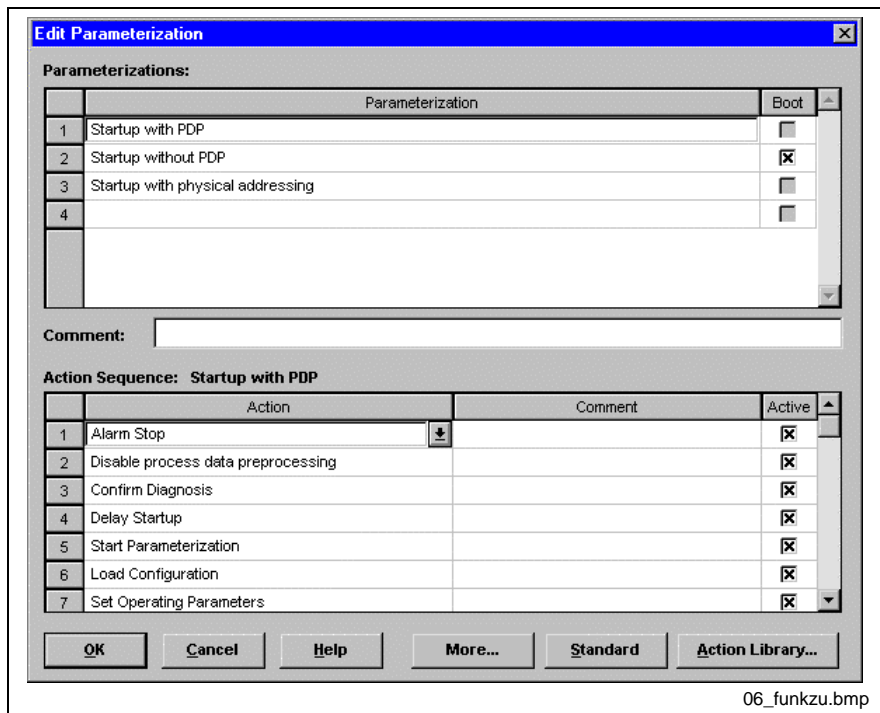 Edit Parameterization
Parameterizations:
Parameterization Boot
1 Startup with PDP
2 Startup without PDP
3 Startup with physical addressing
4
Comment:
Action Sequence: Startup with PDP
Action Comment Active
1 Alarm Stop
2 Disable process data preprocessing
3 Confirm Diagnosis
4 Delay Startup
5 Start Parameterization
6 Load Configuration
7 Set Operating Parameters
OK Cancel Help More... Standard Action Library...
06_funkzu.bmp